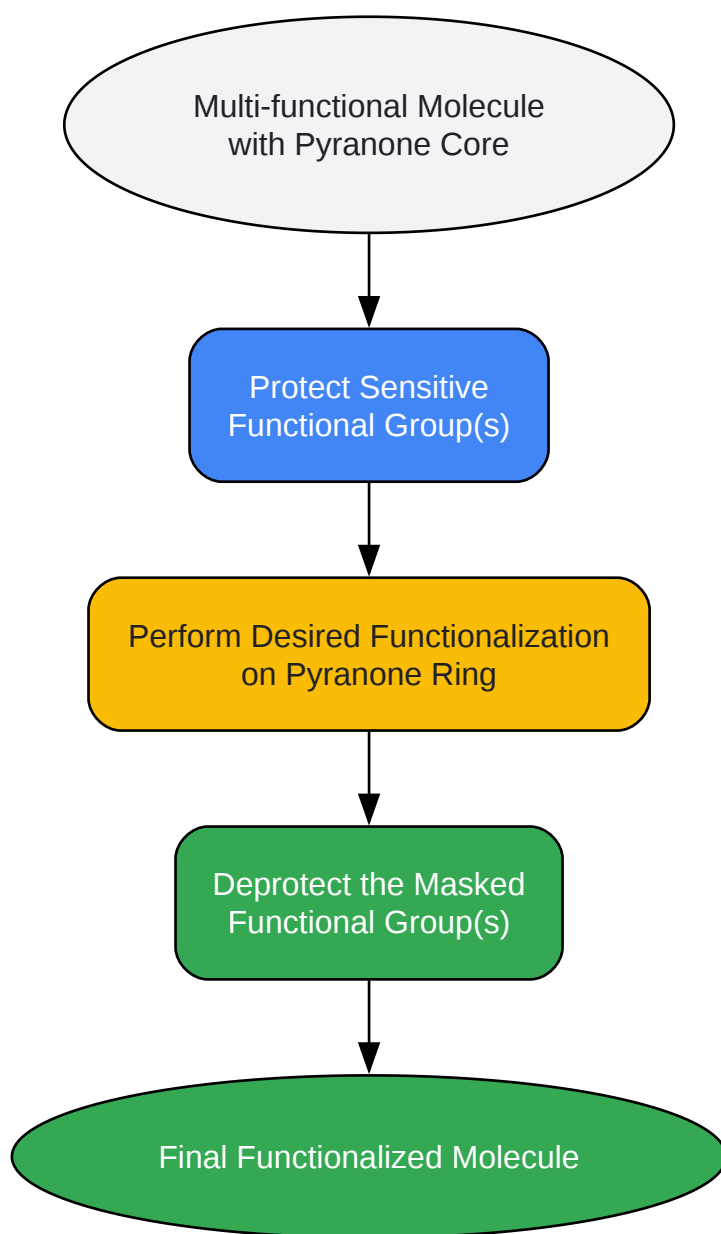 Multi-functional Molecule
with Pyranone Core
Protect Sensitive
Functional Group(s)
Perform Desired Functionalization
on Pyranone Ring
Deprotect the Masked
Functional Group(s)
Final Functionalized Molecule